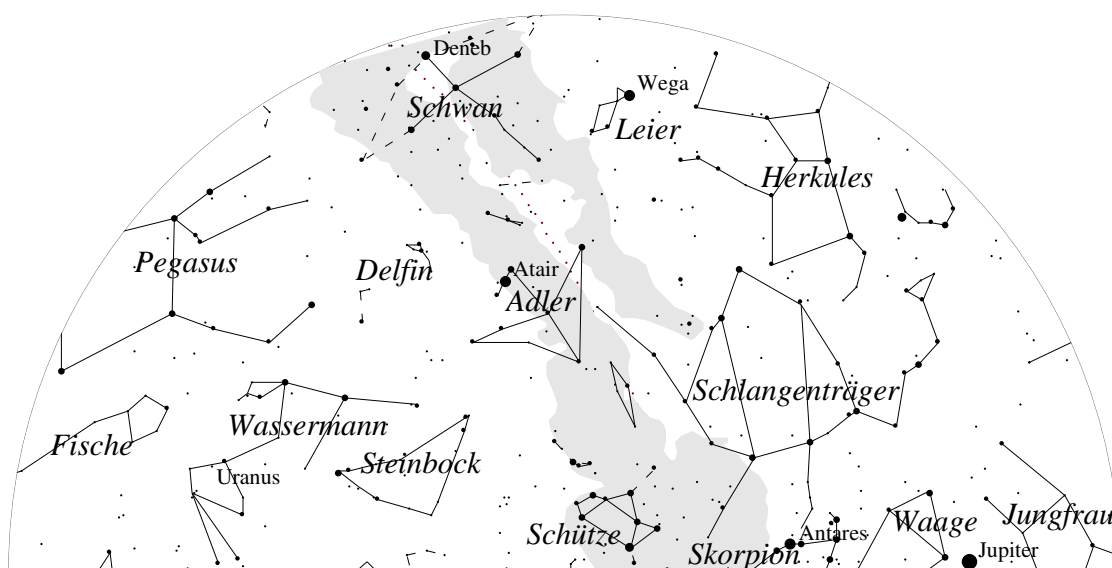 Deneb
Wega
Schwan
Leier
Herkules
Pegasus
Delfin
Atair
Adler
Schlangenträger
Wassermann
Fische
Steinbock
Uranus
Jungfrau
Waage
Schütze
Antares
Skorpion
Jupiter